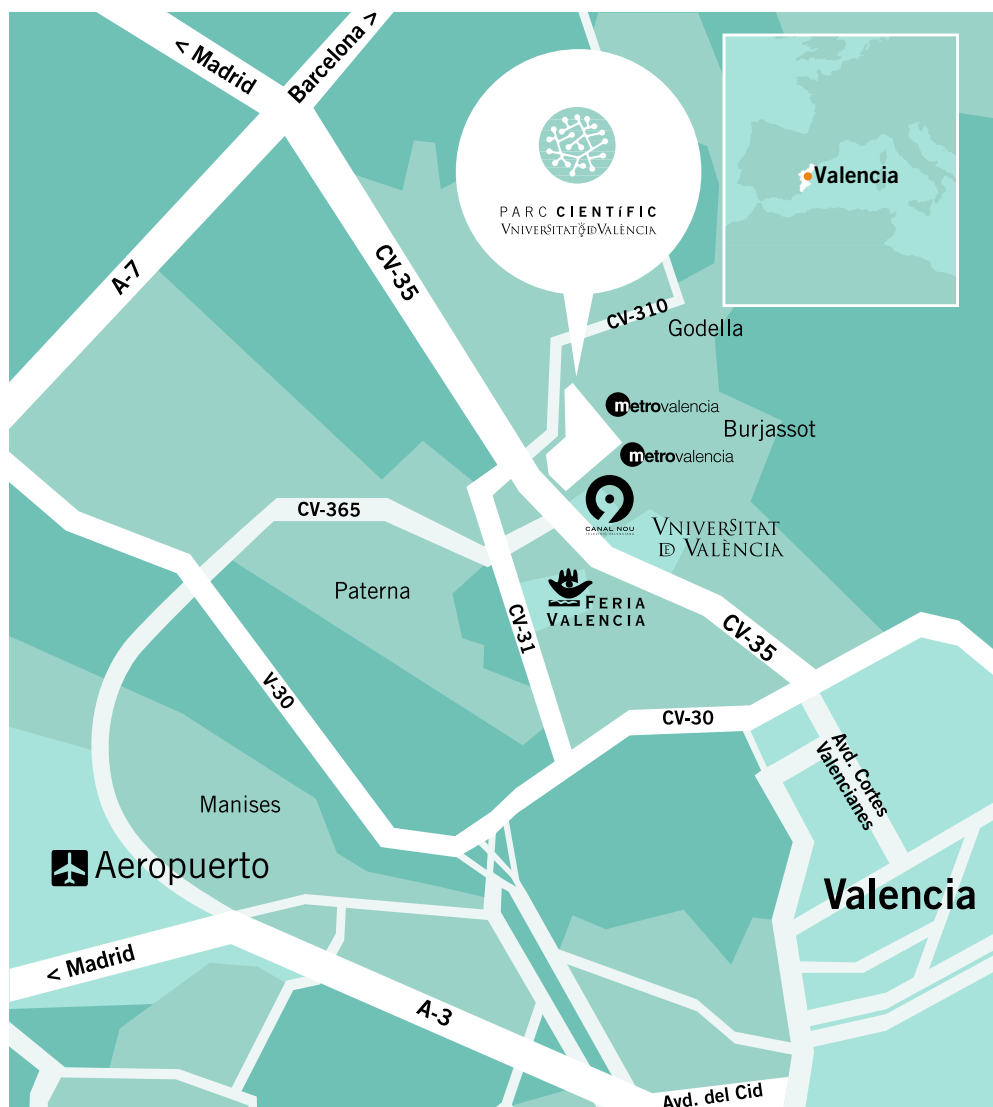 < Madrid
Barcelona >
PARC CIENTÍFIC
VNIVERSITAT DE VALÈNCIA
Valencia
A-7
CV-35
CV-310
Godella
metrovalencia
Burjassot
metrovalencia
CV-365
CANAL NOU
VNIVERSITAT
DE VALÈNCIA
Paterna
FERIA
VALENCIA
CV-31
CV-35
V-30
CV-30
Avd. Cortes
Valencianes
Manises
Aeropuerto
Valencia
< Madrid
A-3
Avd. del Cid